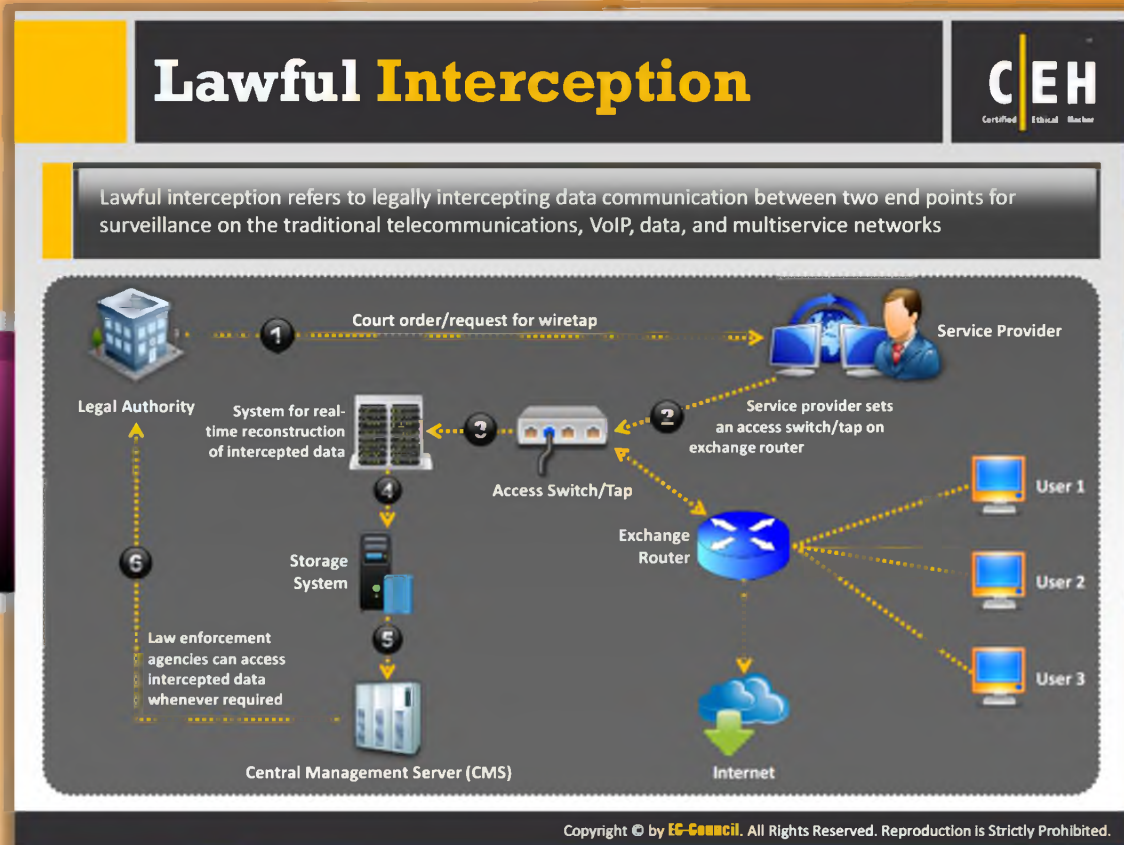 Lawful Interception
C EH
Certified Ethical Hacker
Lawful interception refers to legally intercepting data communication between two end points for
surveillance on the traditional telecommunications, VoIP, data, and multiservice networks
1
Court order/request for wiretap
Service Provider
Legal Authority
System for real-
time reconstruction
of intercepted data
3
2
Service provider sets
an access switch/tap on
exchange router
Access Switch/Tap
4
User 1
Exchange
Router
Storage
System
6
User 2
5
Law enforcement
agencies can access
intercepted data
whenever required
User 3
Central Management Server (CMS)
Internet
Copyright © by EC-Council. All Rights Reserved. Reproduction is Strictly Prohibited.